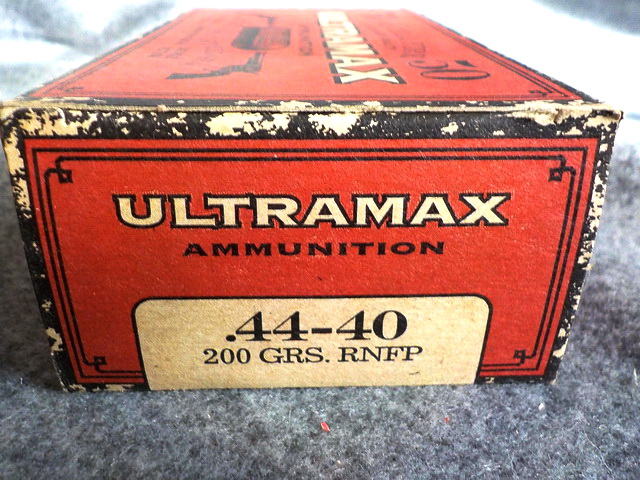 ULTRAMAX
50
ULTRAMAX
AMMUNITION
.44-40
200 GRS. RNFP